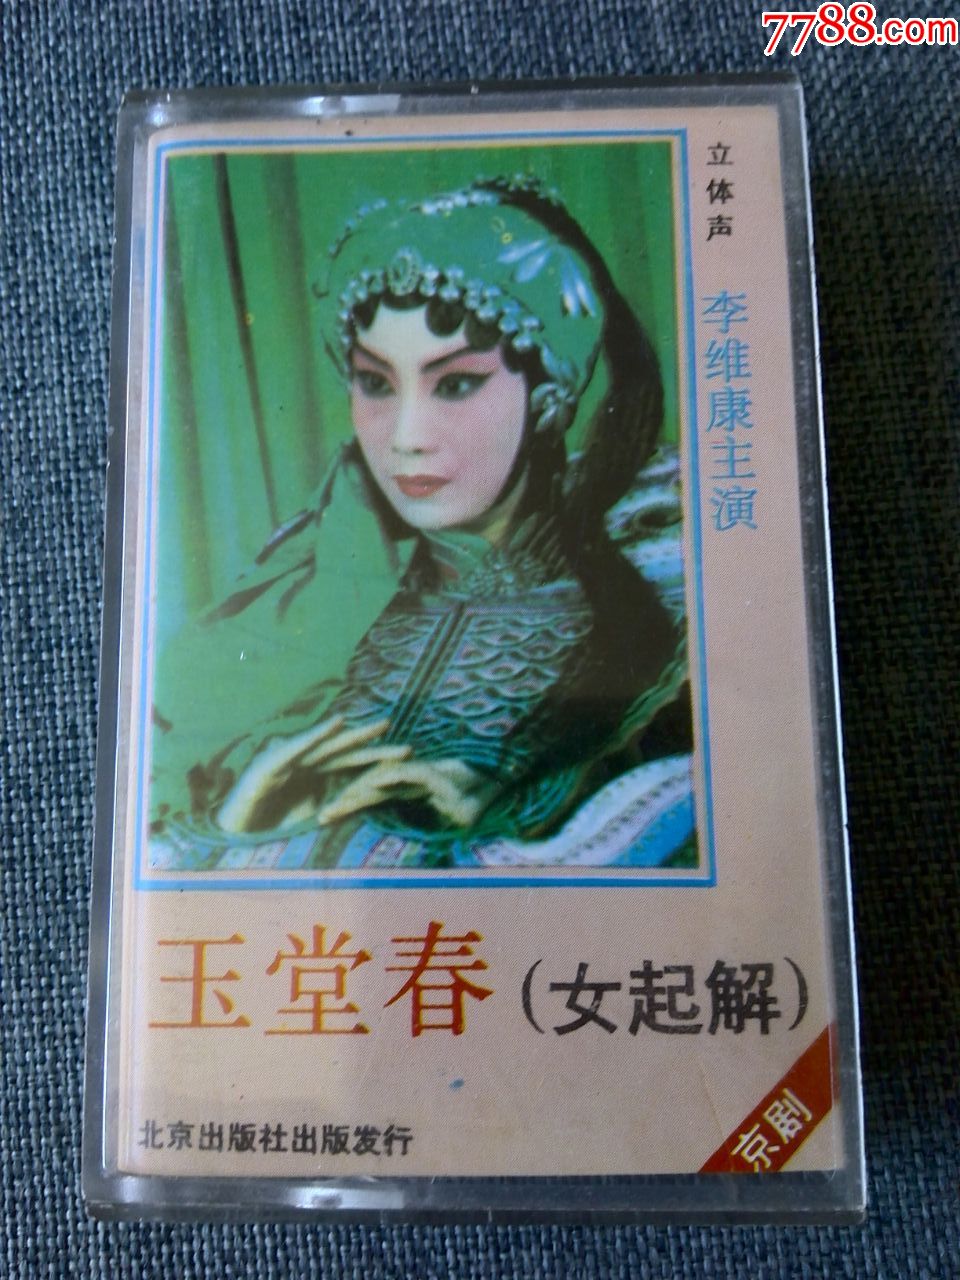 7788.com
立体声
李维康主演
玉堂春(女起解)
京剧
北京出版社出版发行